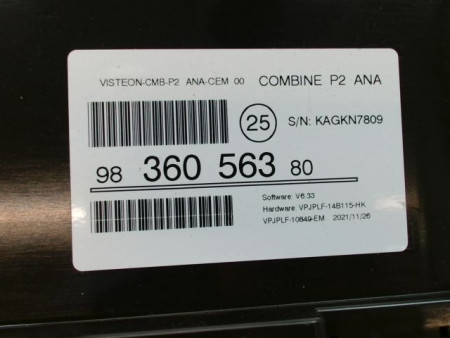 VISTEON-CMB-P2 ANA-CEM 00 COMBINE P2 ANA
25 S/N: KAGKN7809
98 360 563 80
Software: V6.33
Hardware: VPJPLF-14B115-HK
VPJPLF-10849-EM 2021/11/26